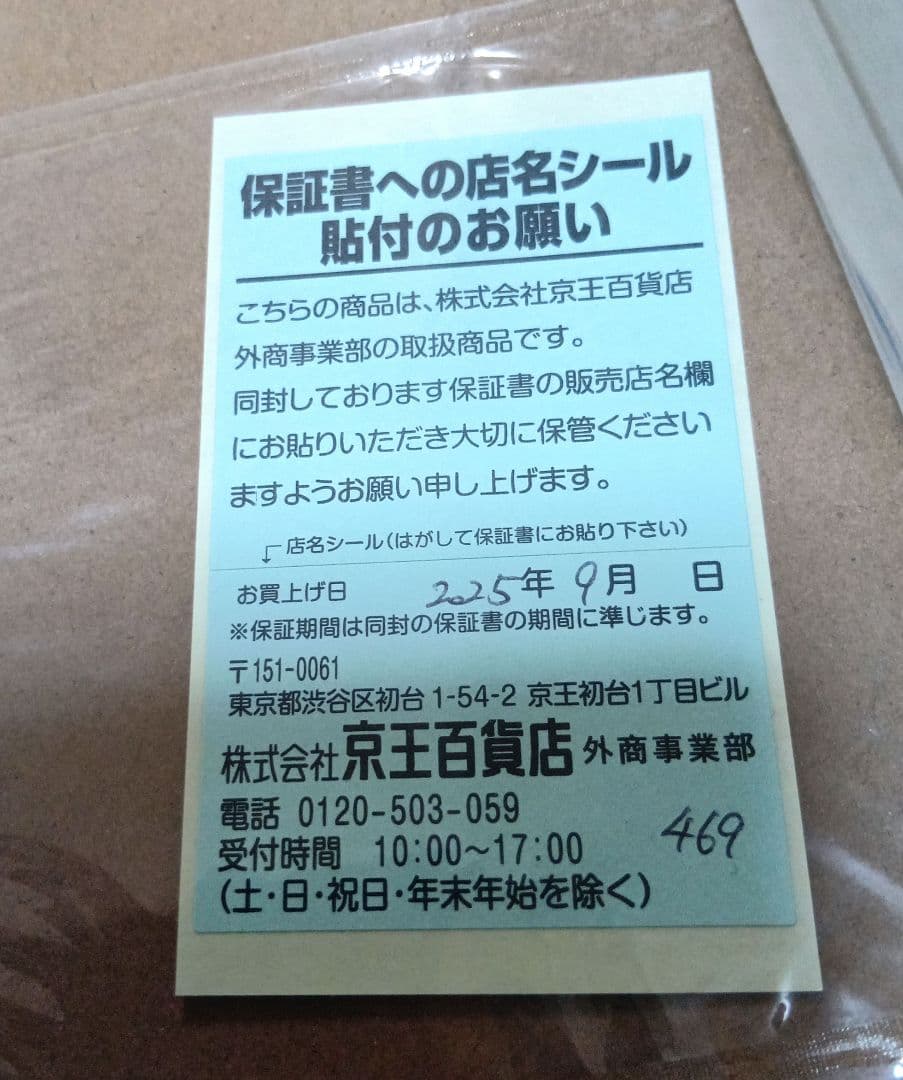 保証書への店名シール
貼付のお願い
こちらの商品は、株式会社京王百貨店
外商事業部の取扱商品です。
同封しております保証書の販売店名欄
にお貼りいただき大切に保管ください
ますようお願い申し上げます。
店名シール(はがして保証書にお貼り下さい)
お買上げ日 2025年 9月 日
※保証期間は同封の保証書の期間に準じます。
〒151-0061
東京都渋谷区初台1-54-2 京王初台1丁目ビル
株式会社京王百貨店 外商事業部
電話 0120-503-059
受付時間 10:00~17:00 469
(土・日・祝日・年末年始を除く)